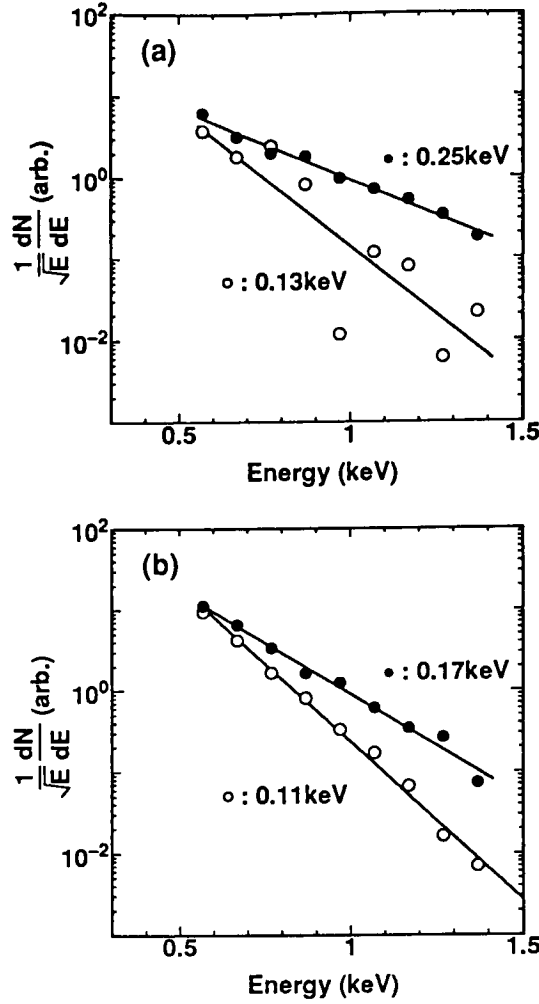 10²
(a)
● : 0.25keV
10⁰
1 dN
√E dE (arb.)
○ : 0.13keV
10⁻²
0.5 1 1.5
Energy (keV)
10²
(b)
● : 0.17keV
10⁰
1 dN
√E dE (arb.)
○ : 0.11keV
10⁻²
0.5 1 1.5
Energy (keV)